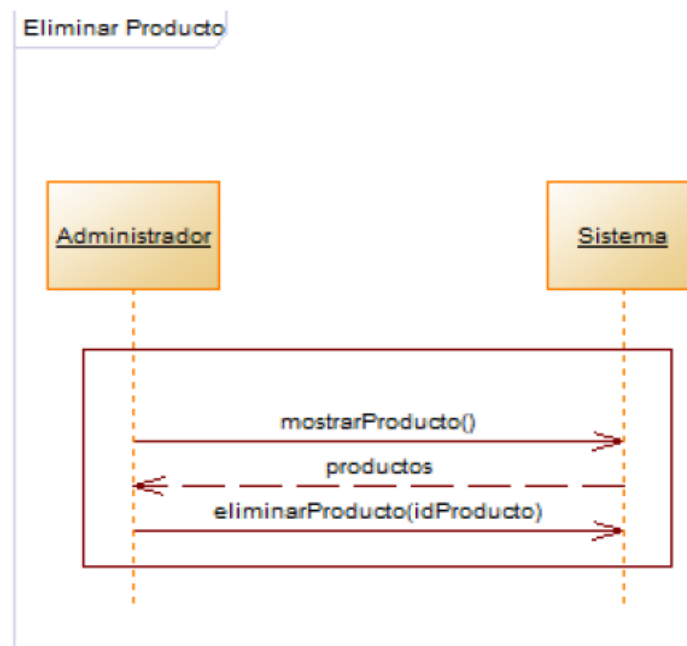 Eliminar Producto
Administrador
Sistema
mostrarProducto()
productos
eliminarProducto(idProducto)